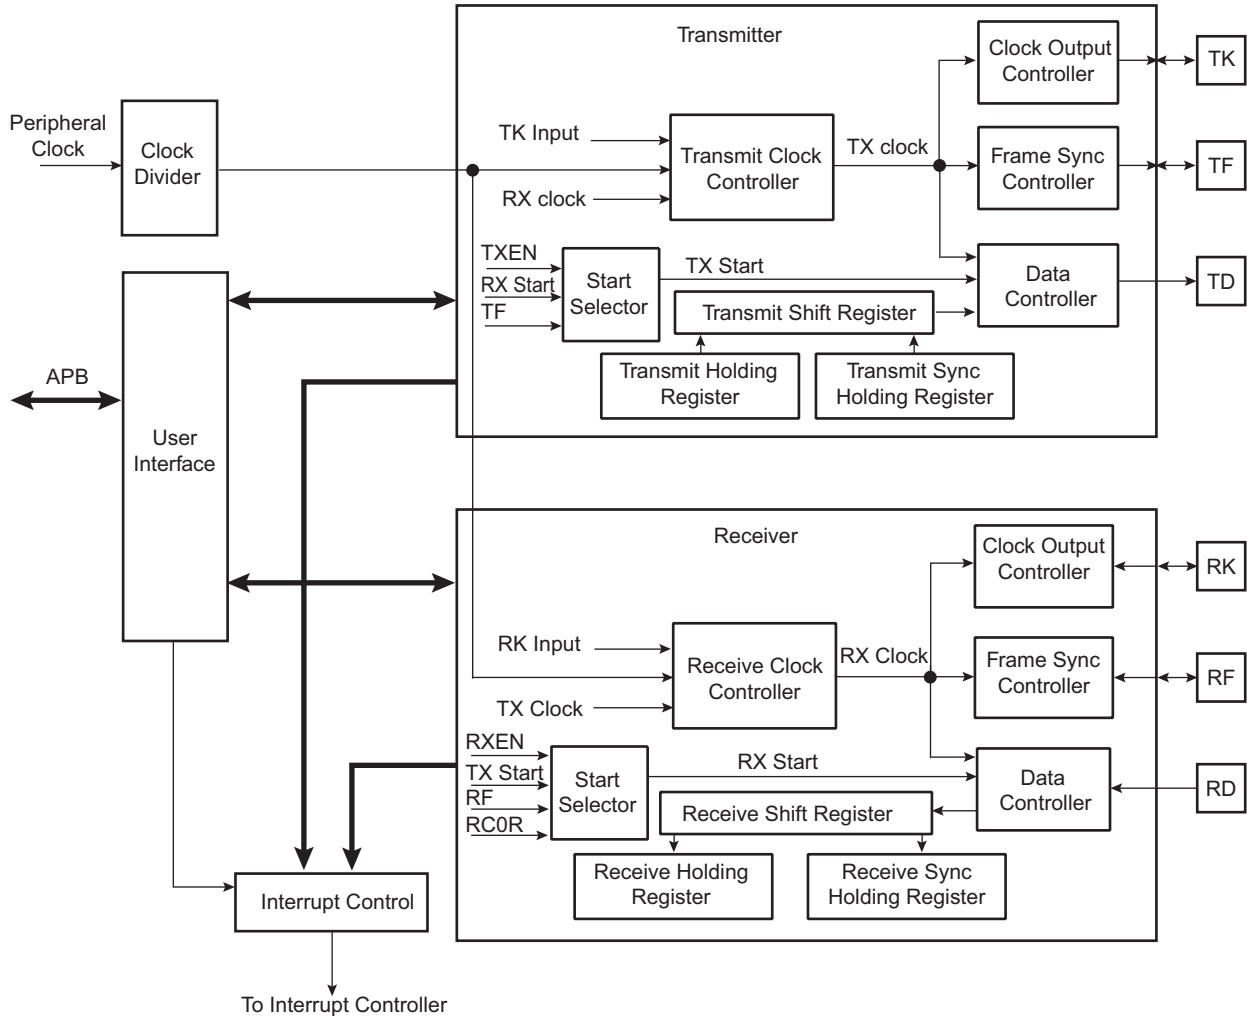 Transmitter
Clock Output
Controller
TK
Peripheral
Clock
Clock
Divider
TK Input
RX clock
Transmit Clock
Controller
TX clock
Frame Sync
Controller
TF
TXEN
RX Start
TF
Start
Selector
TX Start
Data
Controller
TD
Transmit Shift Register
Transmit Holding
Register
Transmit Sync
Holding Register
APB
User
Interface
Receiver
Clock Output
Controller
RK
RK Input
TX Clock
Receive Clock
Controller
RX Clock
Frame Sync
Controller
RF
RXEN
TX Start
RF
RC0R
Start
Selector
RX Start
Data
Controller
RD
Receive Shift Register
Receive Holding
Register
Receive Sync
Holding Register
Interrupt Control
To Interrupt Controller